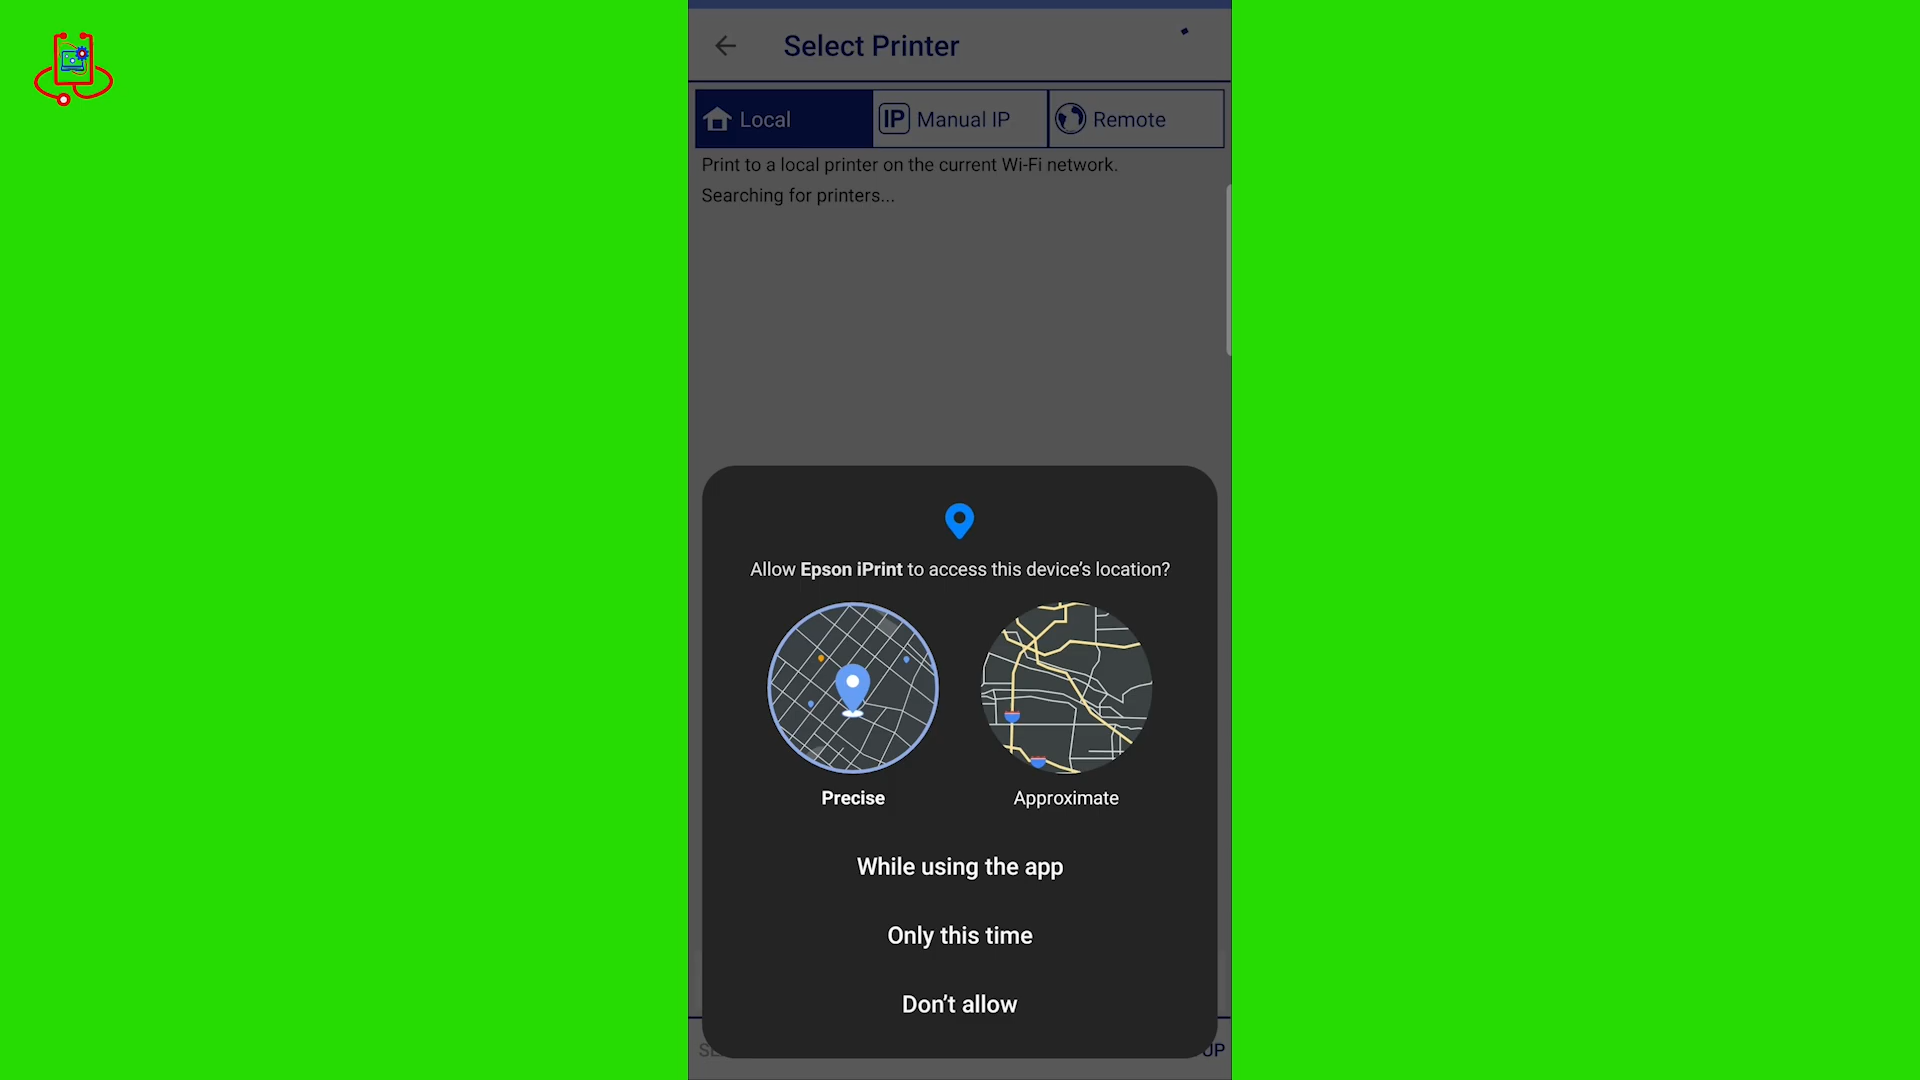 Select Printer
Local
IP Manual IP
Remote
Print to a local printer on the current Wi-Fi network.
Searching for printers...
Allow Epson iPrint to access this device's location?
Precise
Approximate
While using the app
Only this time
Don't allow
UP